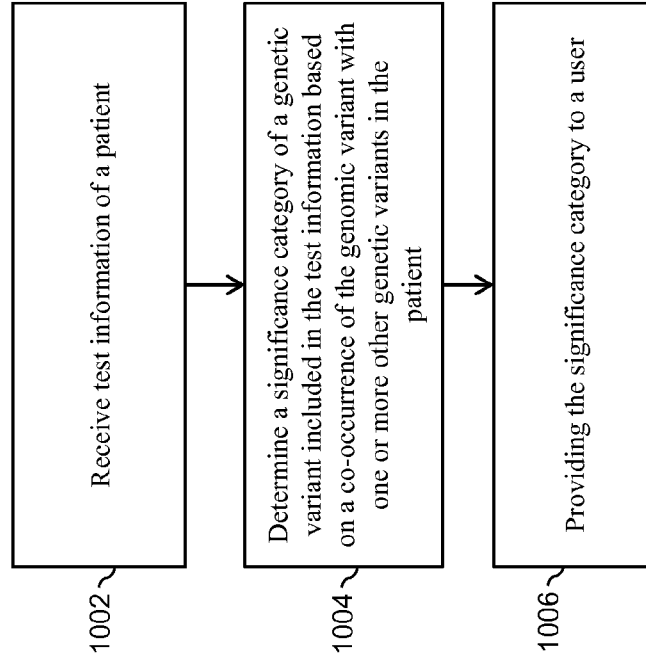 1002
Receive test information of a patient
1004
Determine a significance category of a genetic
variant included in the test information based
on a co-occurrence of the genomic variant with
one or more other genetic variants in the
patient
1006
Providing the significance category to a user